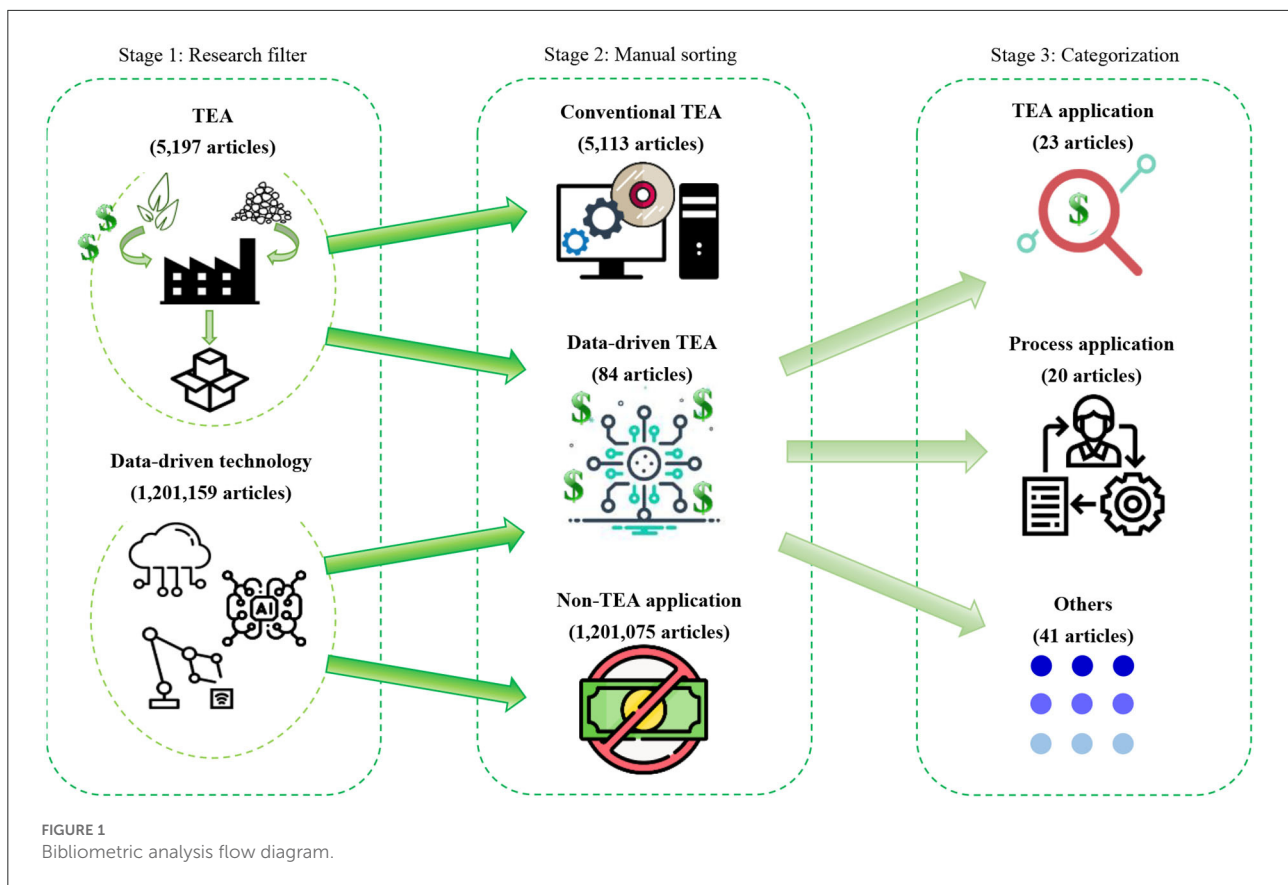 Stage 1: Research filter
TEA
(5,197 articles)
Data-driven technology
(1,201,159 articles)
AI
Stage 2: Manual sorting
Conventional TEA
(5,113 articles)
Data-driven TEA
(84 articles)
Non-TEA application
(1,201,075 articles)
Stage 3: Categorization
TEA application
(23 articles)
Process application
(20 articles)
Others
(41 articles)
FIGURE 1
Bibliometric analysis flow diagram.